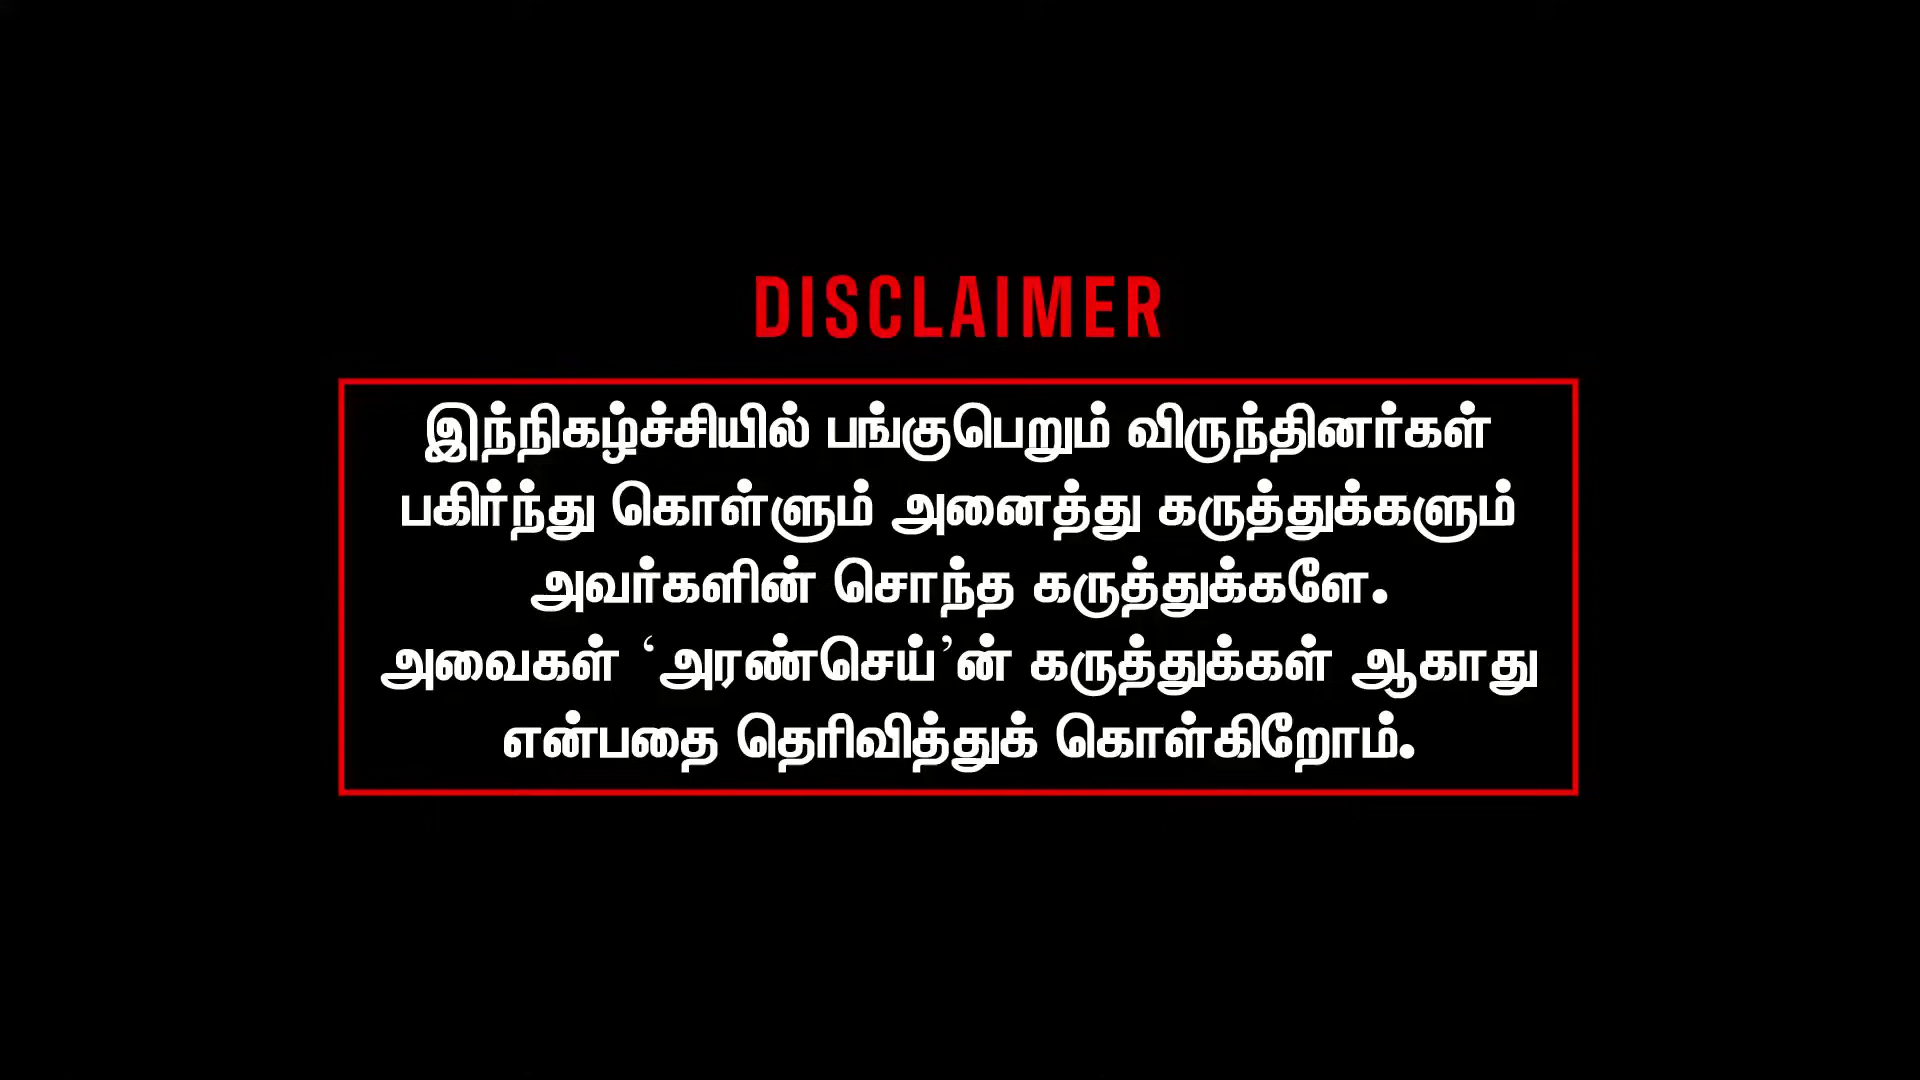 DISCLAIMER
இந்நிகழ்ச்சியில் பங்குபெறும் விருந்தினர்கள்
பகிர்ந்து கொள்ளும் அனைத்து கருத்துக்களும்
அவர்களின் சொந்த கருத்துக்களே.
அவைகள் ‘அரண்செய்’ன் கருத்துக்கள் ஆகாது
என்பதை தெரிவித்துக் கொள்கிறோம்.